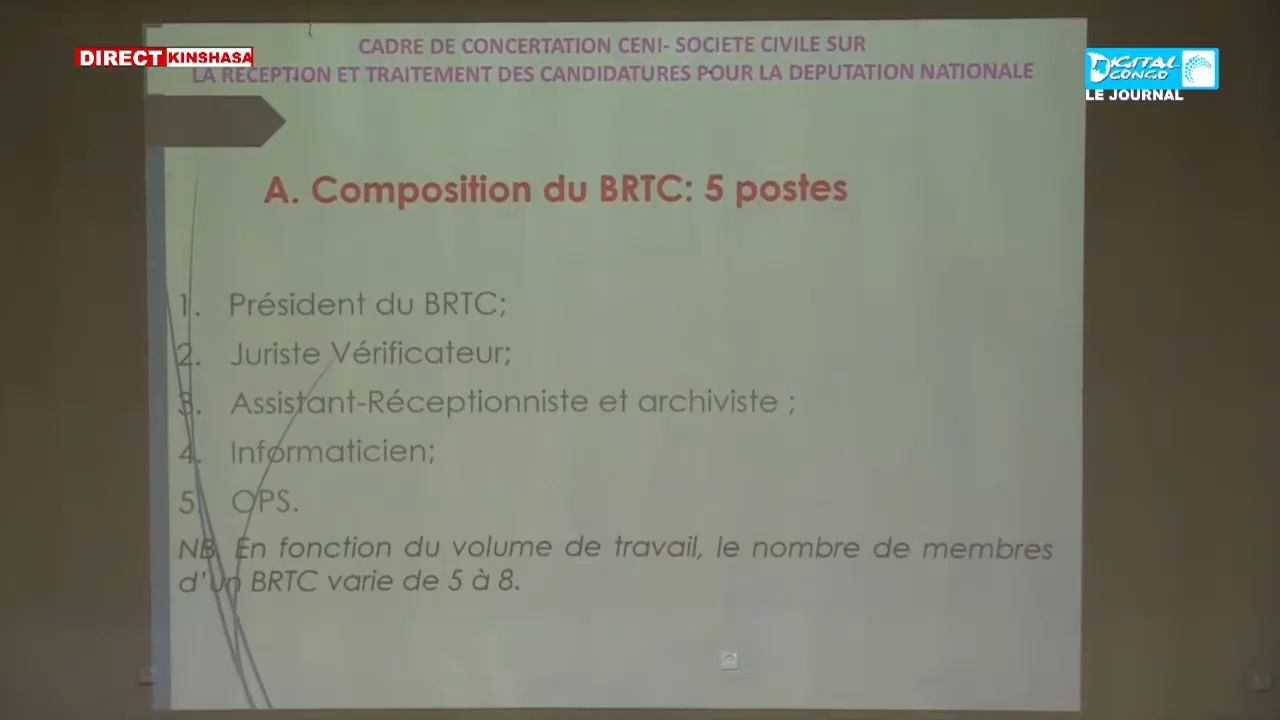 DIRECT KINSHASA
DIGITAL CONGO
LE JOURNAL
CADRE DE CONCERTATION CENI- SOCIETE CIVILE SUR
LA RECEPTION ET TRAITEMENT DES CANDIDATURES POUR LA DEPUTATION NATIONALE
A. Composition du BRTC: 5 postes
1. Président du BRTC;
2. Juriste Vérificateur;
3. Assistant-Réceptionniste et archiviste ;
4. Informaticien;
5. OPS.
NB. En fonction du volume de travail, le nombre de membres
d'un BRTC varie de 5 à 8.